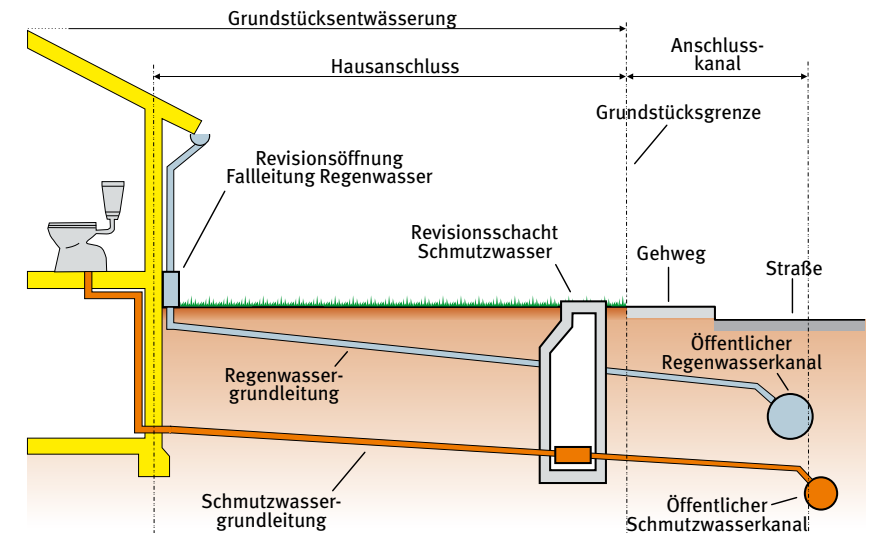 Grundstücksentwässerung
Hausanschluss
Anschluss-
kanal
Grundstücksgrenze
Revisionsöffnung
Fallleitung Regenwasser
Revisionsschacht
Schmutzwasser
Gehweg
Straße
Öffentlicher
Regenwasserkanal
Regenwasser-
grundleitung
Schmutzwasser-
grundleitung
Öffentlicher
Schmutzwasserkanal